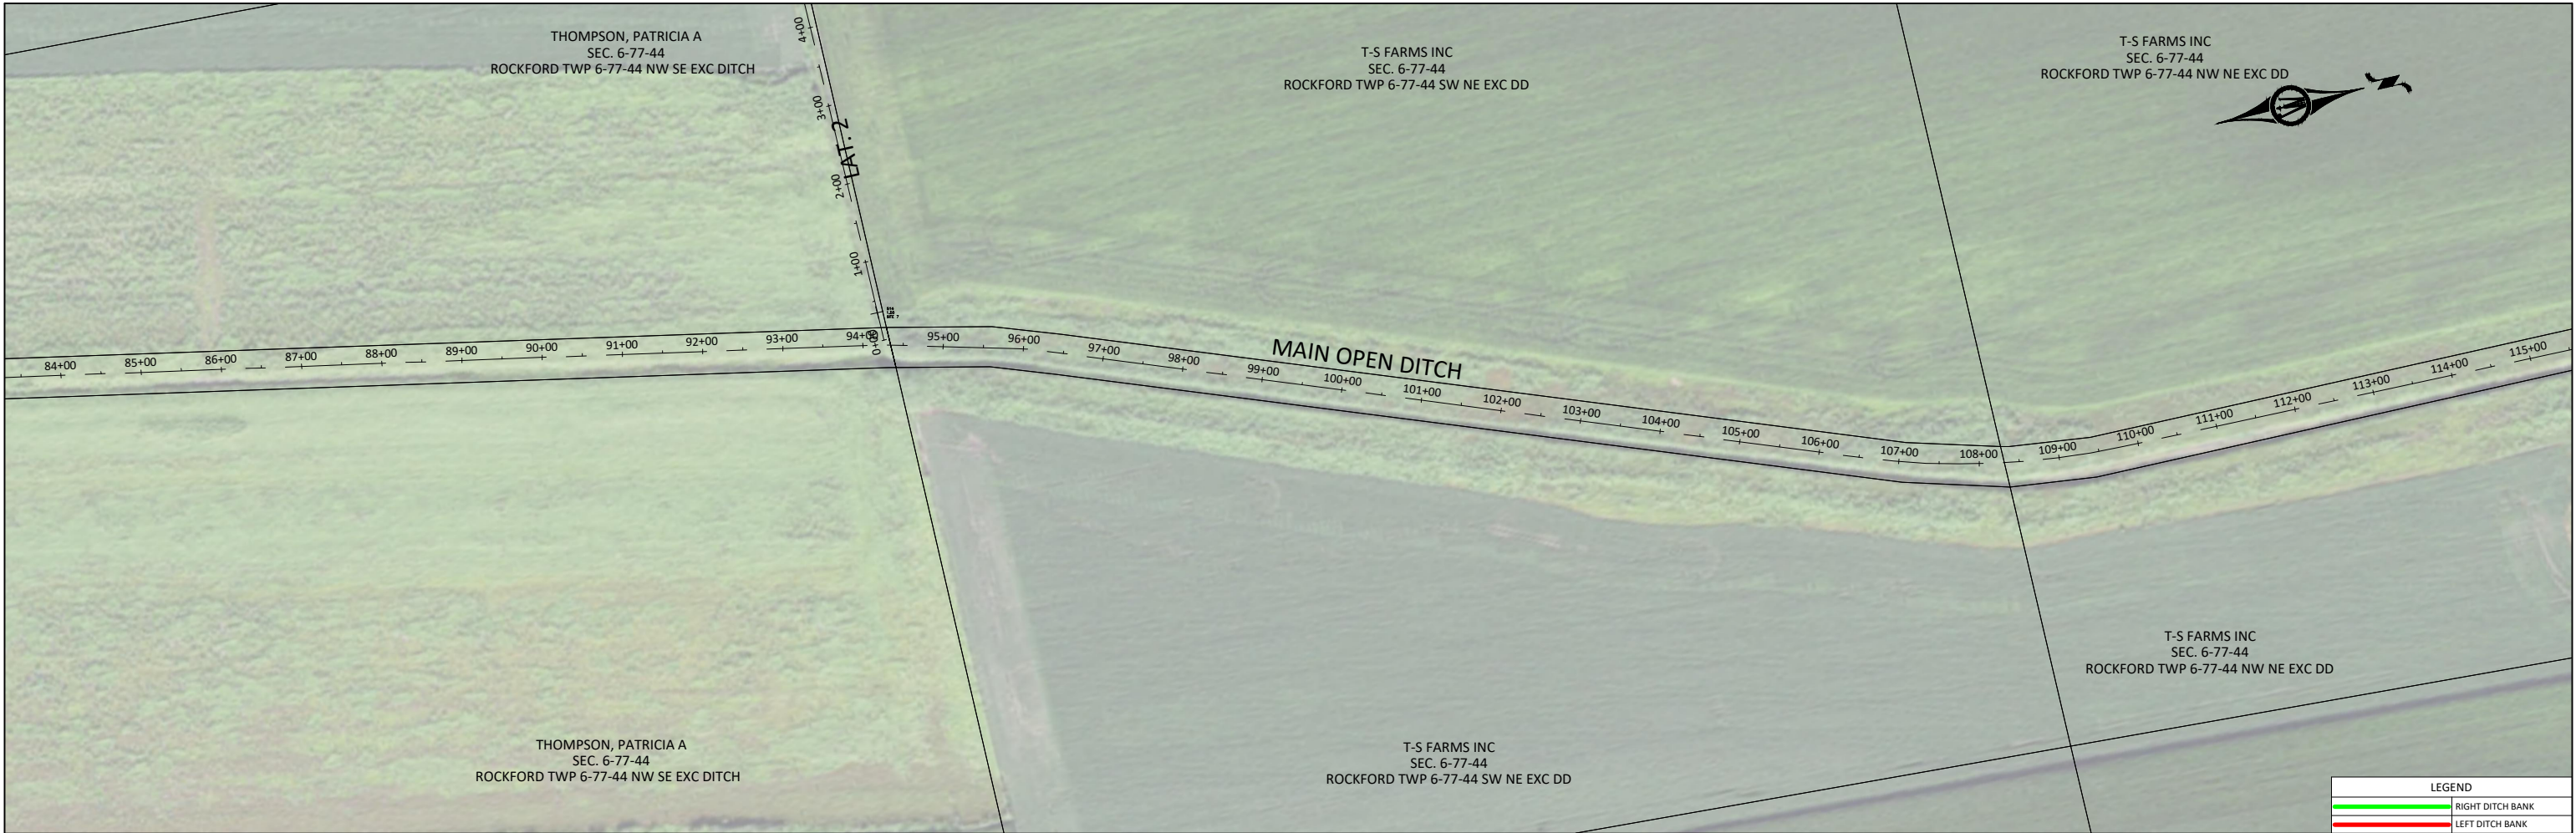 THOMPSON, PATRICIA A
SEC. 6-77-44
ROCKFORD TWP 6-77-44 NW SE EXC DITCH
T-S FARMS INC
SEC. 6-77-44
ROCKFORD TWP 6-77-44 SW NE EXC DD
T-S FARMS INC
SEC. 6-77-44
ROCKFORD TWP 6-77-44 NW NE EXC DD
N
4+00
3+00
LAT. 2
2+00
1+00
0+00
84+00
85+00
86+00
87+00
88+00
89+00
90+00
91+00
92+00
93+00
94+00
95+00
96+00
97+00
98+00
99+00
100+00
101+00
102+00
103+00
104+00
105+00
106+00
107+00
108+00
109+00
110+00
111+00
112+00
113+00
114+00
115+00
MAIN OPEN DITCH
THOMPSON, PATRICIA A
SEC. 6-77-44
ROCKFORD TWP 6-77-44 NW SE EXC DITCH
T-S FARMS INC
SEC. 6-77-44
ROCKFORD TWP 6-77-44 SW NE EXC DD
T-S FARMS INC
SEC. 6-77-44
ROCKFORD TWP 6-77-44 NW NE EXC DD
LEGEND
RIGHT DITCH BANK
LEFT DITCH BANK